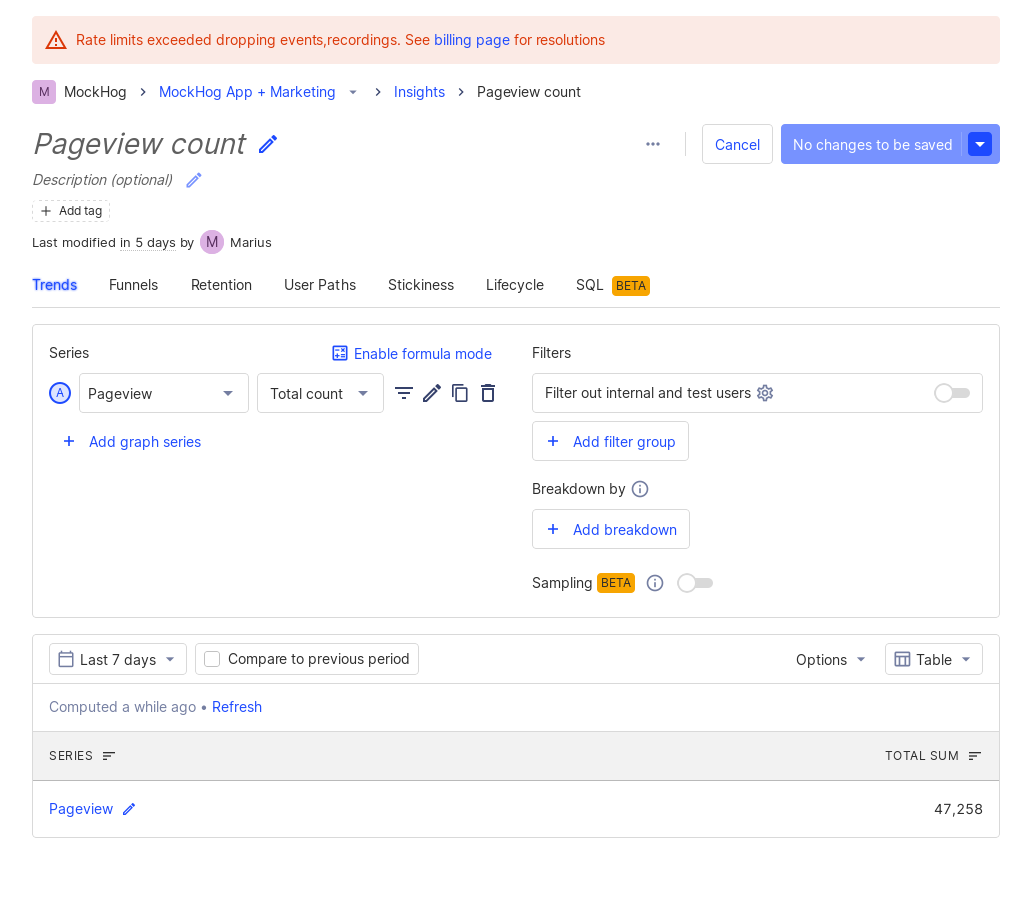 Rate limits exceeded dropping events,recordings. See billing page for resolutions
M MockHog MockHog App + Marketing Insights Pageview count
Pageview count
Cancel No changes to be saved
Description (optional)
Add tag
Last modified in 5 days by M Marius
Trends Funnels Retention User Paths Stickiness Lifecycle SQL BETA
Series Enable formula mode
A Pageview Total count
Add graph series
Filters
Filter out internal and test users
Add filter group
Breakdown by
Add breakdown
Sampling BETA
Last 7 days Compare to previous period Options Table
Computed a while ago • Refresh
SERIES TOTAL SUM
Pageview 47,258